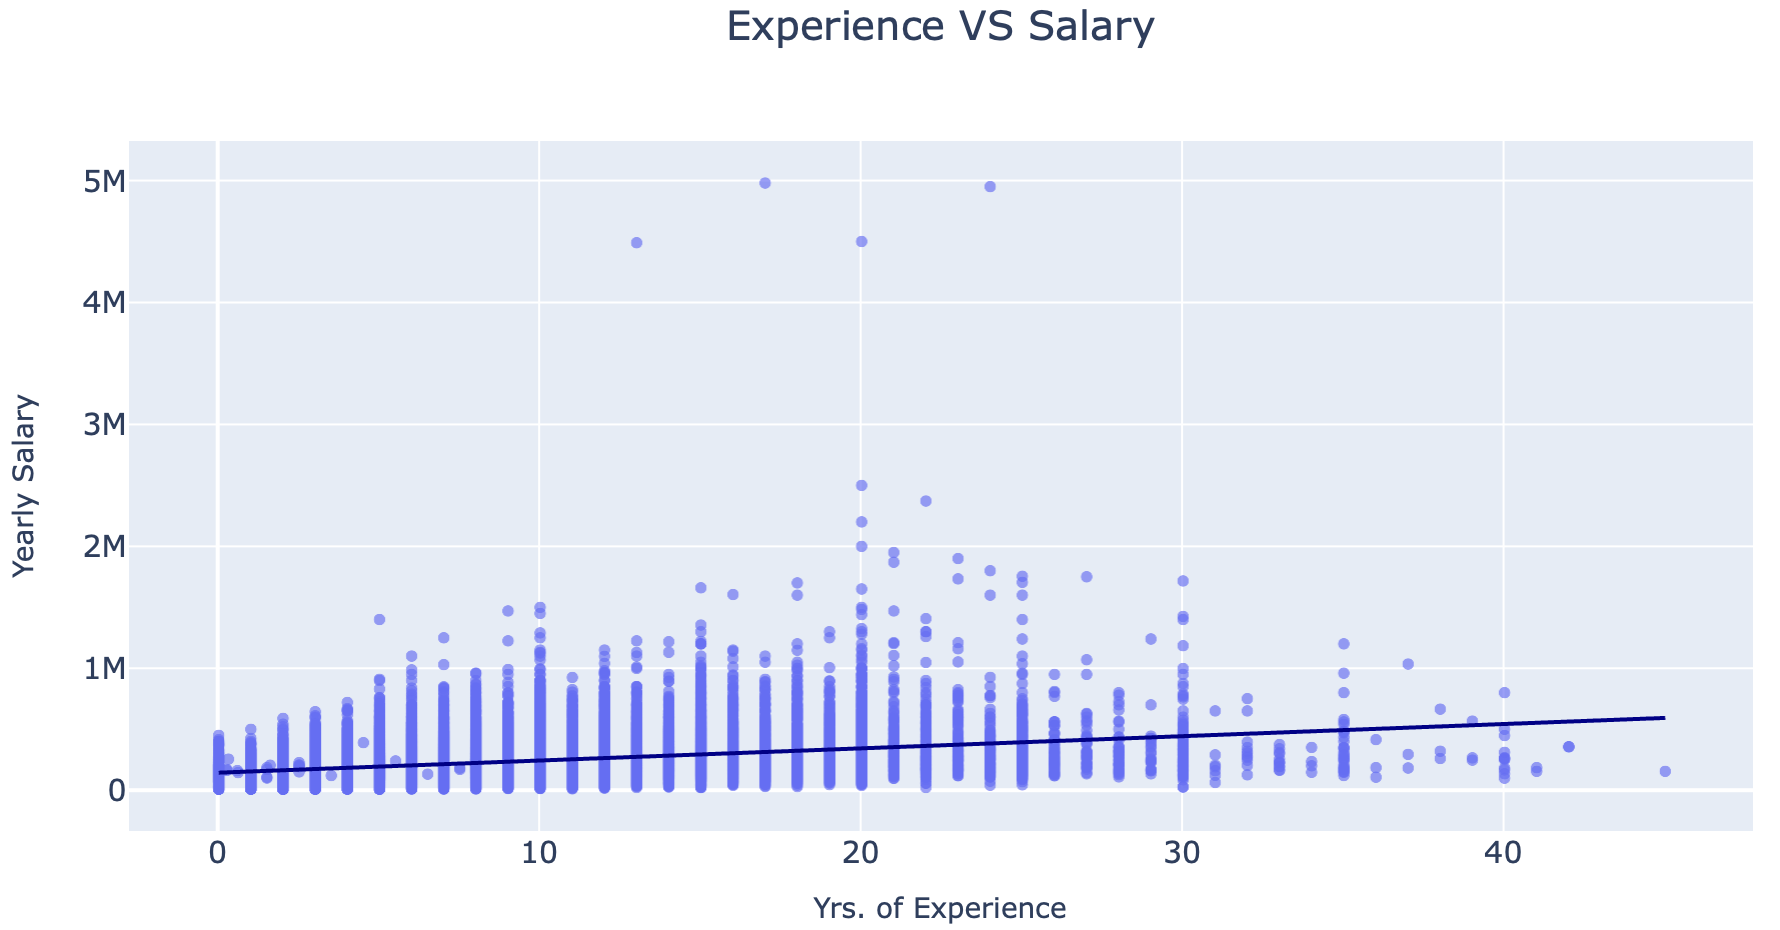 Experience VS Salary
5M
4M
3M
2M
1M
0
Yearly Salary
0 10 20 30 40
Yrs. of Experience